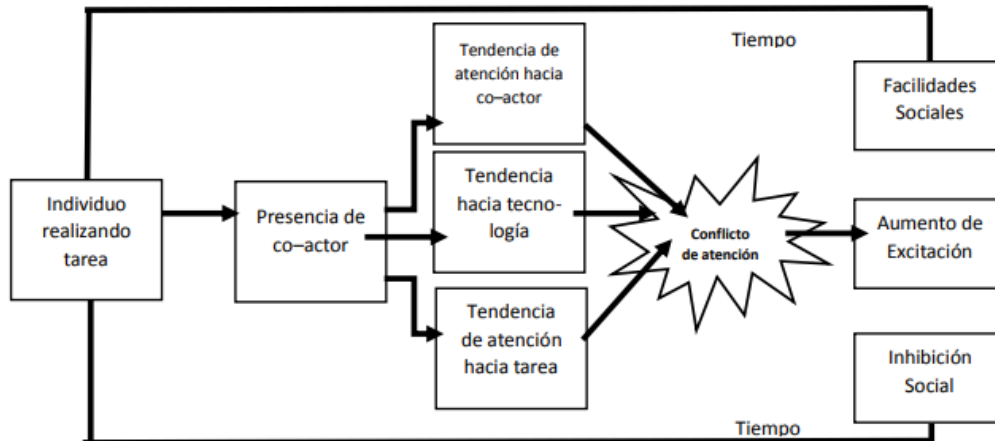 Tiempo
Tendencia de
atención hacia
co–actor
Facilidades
Sociales
Individuo
realizando
tarea
Presencia de
co–actor
Tendencia
hacia tecno-
logía
Conflicto
de atención
Aumento de
Excitación
Tendencia
de atención
hacia tarea
Inhibición
Social
Tiempo